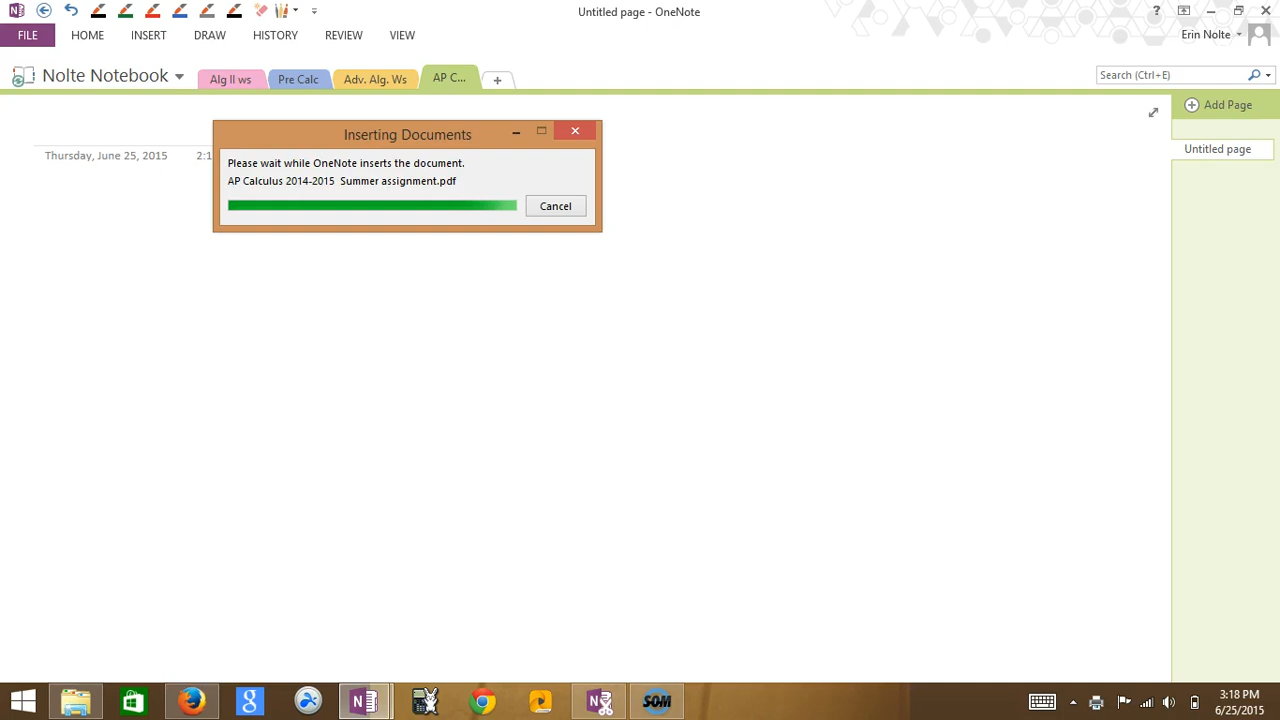 Untitled page - OneNote
?
FILE HOME INSERT DRAW HISTORY REVIEW VIEW
Erin Nolte
Nolte Notebook
Alg II ws
Pre Calc
Adv. Alg. Ws
AP C...
Search (Ctrl+E)
Add Page
Untitled page
Thursday, June 25, 2015
Inserting Documents
Please wait while OneNote inserts the document.
AP Calculus 2014-2015 Summer assignment.pdf
Cancel
SOM
3:18 PM
6/25/2015